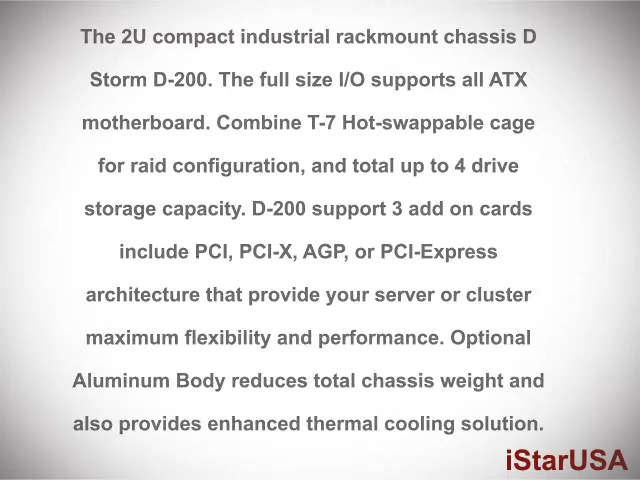 The 2U compact industrial rackmount chassis D
Storm D-200. The full size I/O supports all ATX
motherboard. Combine T-7 Hot-swappable cage
for raid configuration, and total up to 4 drive
storage capacity. D-200 support 3 add on cards
include PCI, PCI-X, AGP, or PCI-Express
architecture that provide your server or cluster
maximum flexibility and performance. Optional
Aluminum Body reduces total chassis weight and
also provides enhanced thermal cooling solution.
iStarUSA